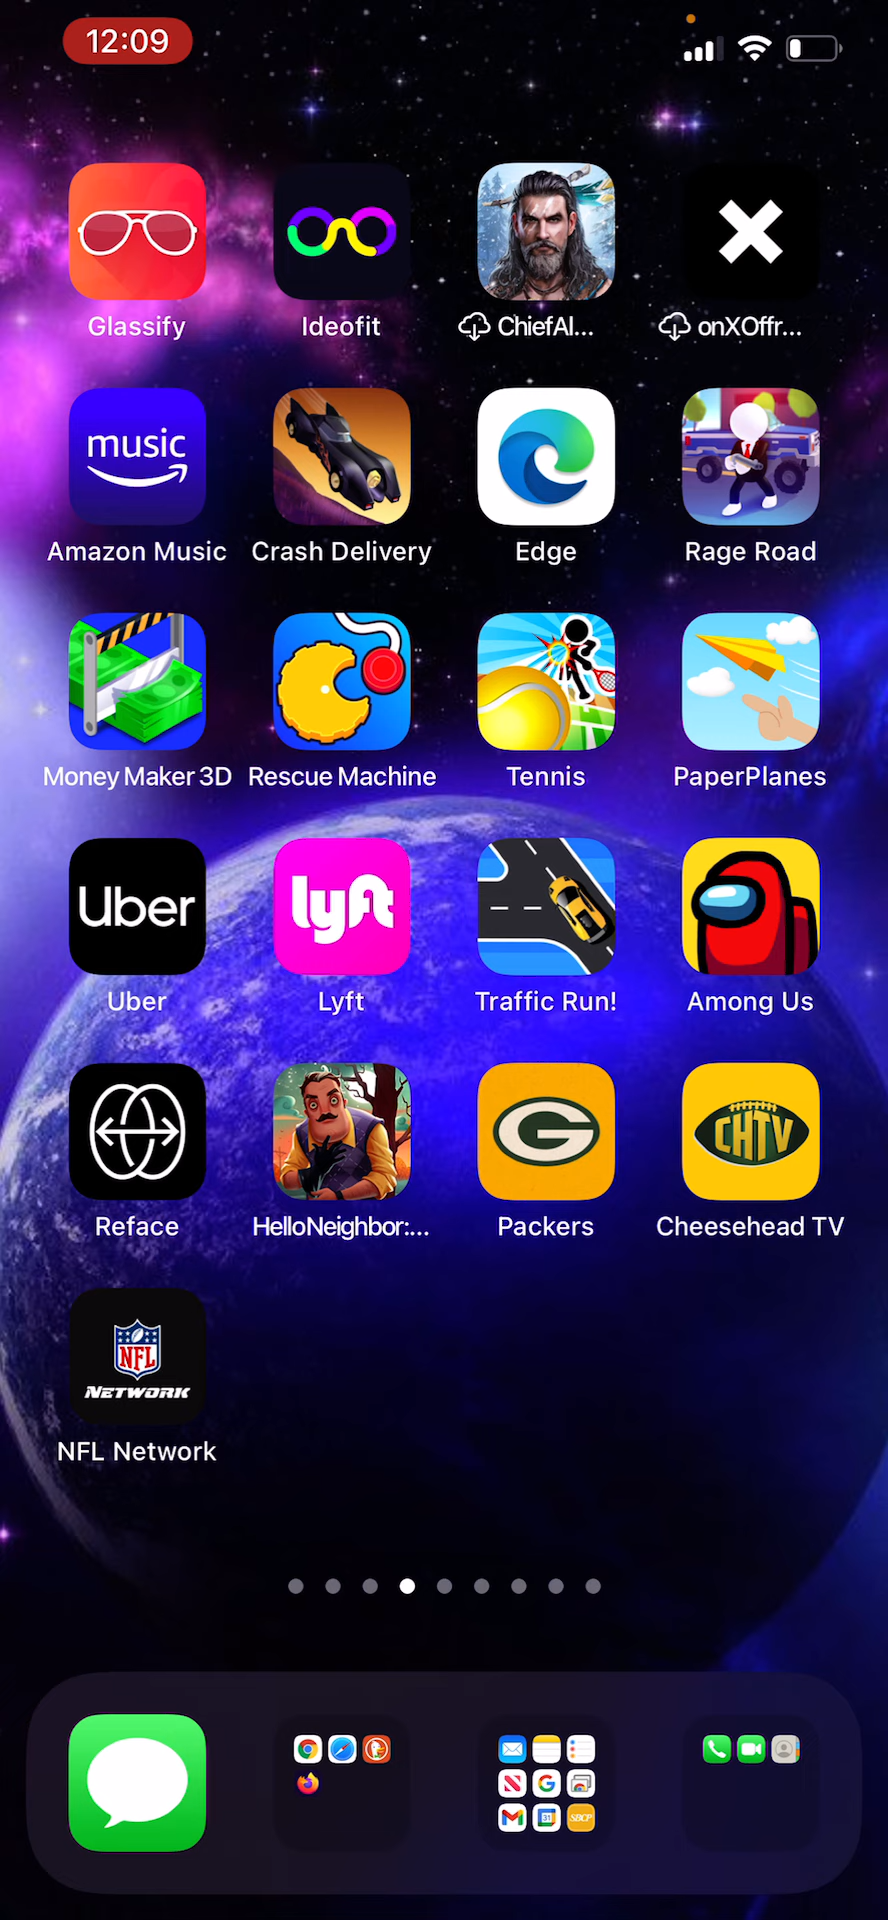 12:09
Glassify
Ideofit
ChiefAl...
onXOffr...
music
Amazon Music
Crash Delivery
Edge
Rage Road
Money Maker 3D
Rescue Machine
Tennis
PaperPlanes
Uber
lyft
Uber
Lyft
Traffic Run!
Among Us
G
CHTV
Reface
HelloNeighbor:...
Packers
Cheesehead TV
NFL
NETWORK
NFL Network
N
G
31
SBCP